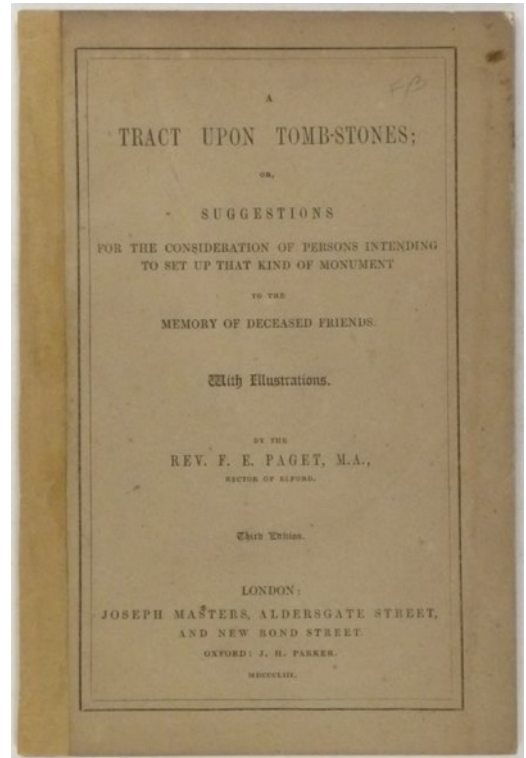 A
TRACT UPON TOMB-STONES;
OR,
SUGGESTIONS
FOR THE CONSIDERATION OF PERSONS INTENDING
TO SET UP THAT KIND OF MONUMENT
TO THE
MEMORY OF DECEASED FRIENDS.
With Illustrations.
BY THE
REV. F. E. PAGET, M.A.,
RECTOR OF ELFORD.
Third Edition.
LONDON:
JOSEPH MASTERS, ALDERSGATE STREET,
AND NEW BOND STREET.
OXFORD: J. H. PARKER.
MDCCCLIII.